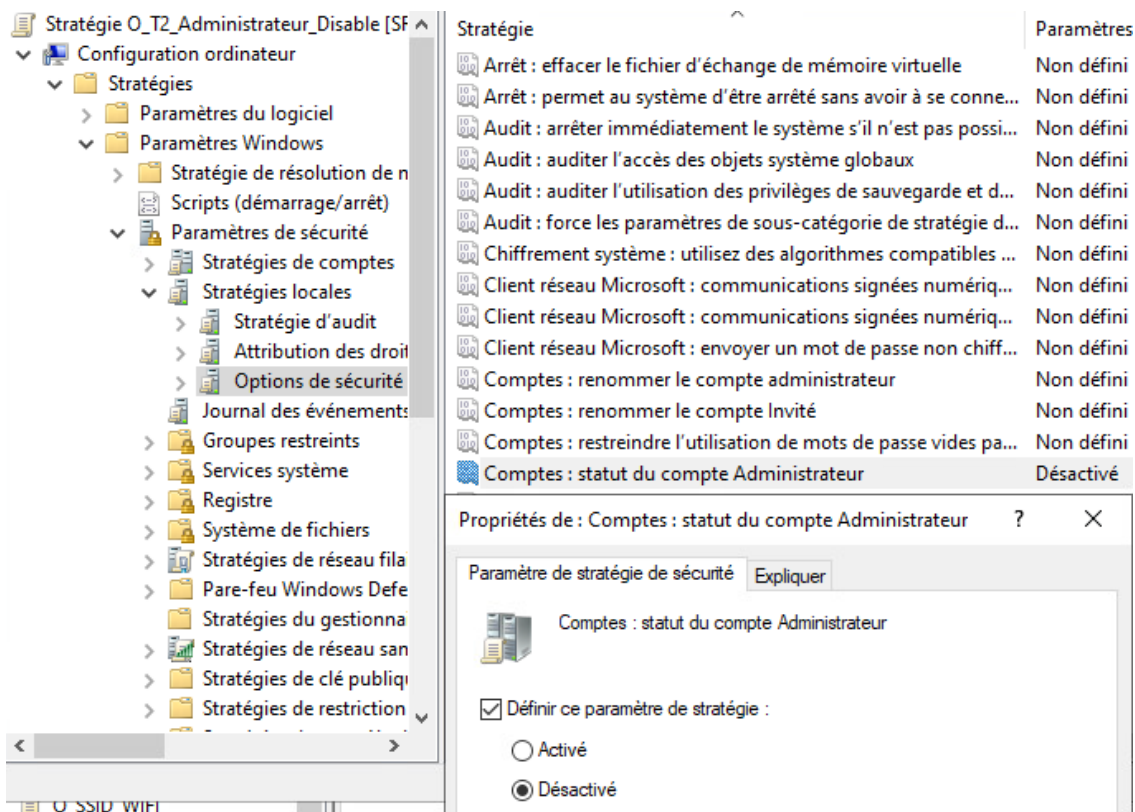 Stratégie O_T2_Administrateur_Disable [SF
Configuration ordinateur
Stratégies
Paramètres du logiciel
Paramètres Windows
Stratégie de résolution de n
Scripts (démarrage/arrêt)
Paramètres de sécurité
Stratégies de comptes
Stratégies locales
Stratégie d'audit
Attribution des droit
Options de sécurité
Journal des événements
Groupes restreints
Services système
Registre
Système de fichiers
Stratégies de réseau fila
Pare-feu Windows Defe
Stratégies du gestionna
Stratégies de réseau san
Stratégies de clé publiqu
Stratégies de restriction
O_SSID_WIFI
Stratégie Paramètres
Arrêt : effacer le fichier d'échange de mémoire virtuelle Non défini
Arrêt : permet au système d'être arrêté sans avoir à se conne... Non défini
Audit : arrêter immédiatement le système s'il n'est pas possi... Non défini
Audit : auditer l'accès des objets système globaux Non défini
Audit : auditer l'utilisation des privilèges de sauvegarde et d... Non défini
Audit : force les paramètres de sous-catégorie de stratégie d... Non défini
Chiffrement système : utilisez des algorithmes compatibles ... Non défini
Client réseau Microsoft : communications signées numériq... Non défini
Client réseau Microsoft : communications signées numériq... Non défini
Client réseau Microsoft : envoyer un mot de passe non chiff... Non défini
Comptes : renommer le compte administrateur Non défini
Comptes : renommer le compte Invité Non défini
Comptes : restreindre l'utilisation de mots de passe vides pa... Non défini
Comptes : statut du compte Administrateur Désactivé
Propriétés de : Comptes : statut du compte Administrateur ? ×
Paramètre de stratégie de sécurité Expliquer
Comptes : statut du compte Administrateur
Définir ce paramètre de stratégie :
Activé
Désactivé